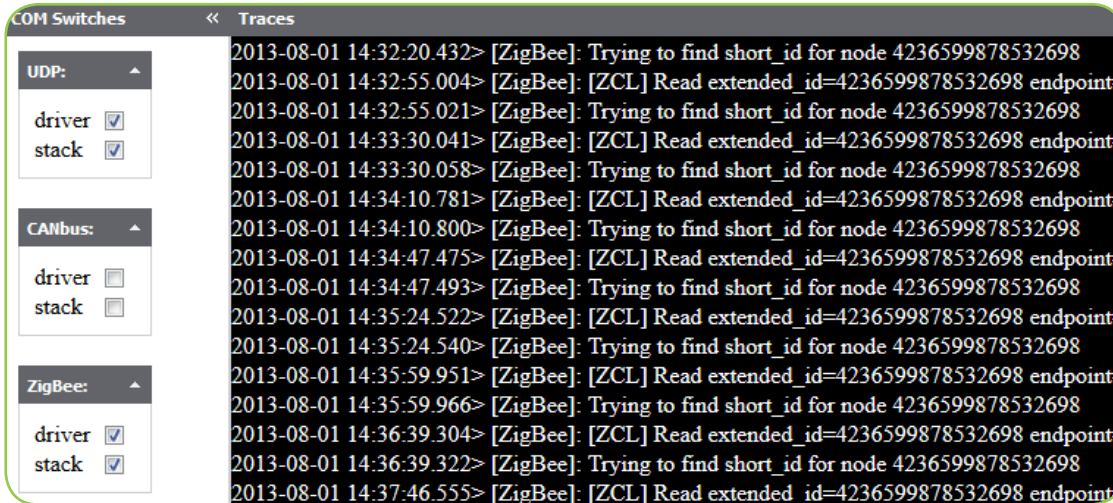 COM Switches « Traces
UDP:
driver
stack
CANbus:
driver
stack
ZigBee:
driver
stack
2013-08-01 14:32:20.432> [ZigBee]: Trying to find short_id for node 4236599878532698
2013-08-01 14:32:55.004> [ZigBee]: [ZCL] Read extended_id=4236599878532698 endpoint
2013-08-01 14:32:55.021> [ZigBee]: Trying to find short_id for node 4236599878532698
2013-08-01 14:33:30.041> [ZigBee]: [ZCL] Read extended_id=4236599878532698 endpoint
2013-08-01 14:33:30.058> [ZigBee]: Trying to find short_id for node 4236599878532698
2013-08-01 14:34:10.781> [ZigBee]: [ZCL] Read extended_id=4236599878532698 endpoint
2013-08-01 14:34:10.800> [ZigBee]: Trying to find short_id for node 4236599878532698
2013-08-01 14:34:47.475> [ZigBee]: [ZCL] Read extended_id=4236599878532698 endpoint
2013-08-01 14:34:47.493> [ZigBee]: Trying to find short_id for node 4236599878532698
2013-08-01 14:35:24.522> [ZigBee]: [ZCL] Read extended_id=4236599878532698 endpoint
2013-08-01 14:35:24.540> [ZigBee]: Trying to find short_id for node 4236599878532698
2013-08-01 14:35:59.951> [ZigBee]: [ZCL] Read extended_id=4236599878532698 endpoint
2013-08-01 14:35:59.966> [ZigBee]: Trying to find short_id for node 4236599878532698
2013-08-01 14:36:39.304> [ZigBee]: [ZCL] Read extended_id=4236599878532698 endpoint
2013-08-01 14:36:39.322> [ZigBee]: Trying to find short_id for node 4236599878532698
2013-08-01 14:37:46.555> [ZigBee]: [ZCL] Read extended_id=4236599878532698 endpoint